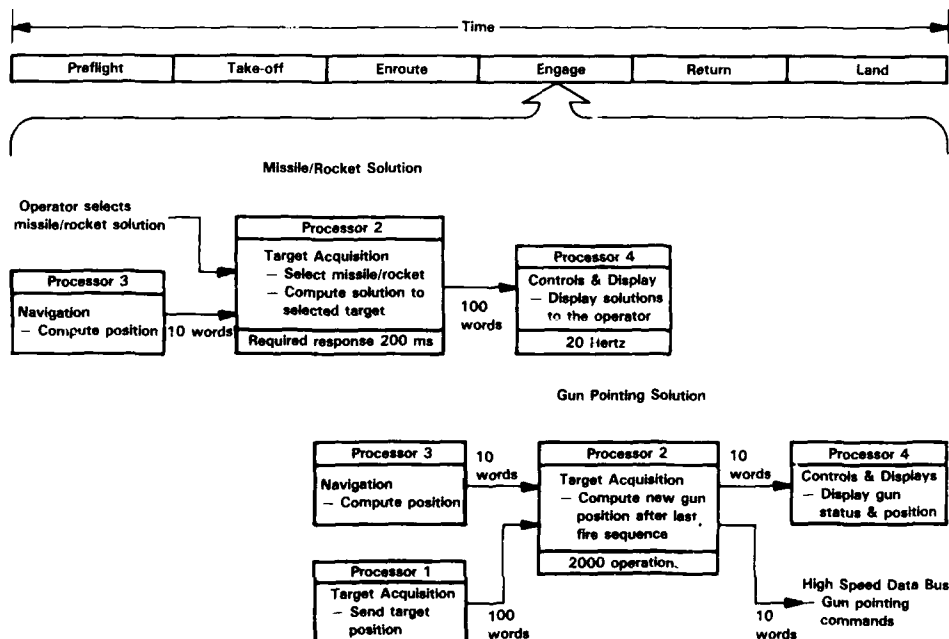 Time
Preflight
Take-off
Enroute
Engage
Return
Land
Missile/Rocket Solution
Operator selects
missile/rocket solution
Processor 3
Navigation
– Compute position
10 words
Processor 2
Target Acquisition
– Select missile/rocket
– Compute solution to
selected target
Required response 200 ms
100
words
Processor 4
Controls & Display
– Display solutions
to the operator
20 Hertz
Gun Pointing Solution
Processor 3
Navigation
– Compute position
10
words
Processor 1
Target Acquisition
– Send target
position
100
words
Processor 2
Target Acquisition
– Compute new gun
position after last
fire sequence
2000 operation.
10
words
Processor 4
Controls & Displays
– Display gun
status & position
10
words
High Speed Data Bus
– Gun pointing
commands